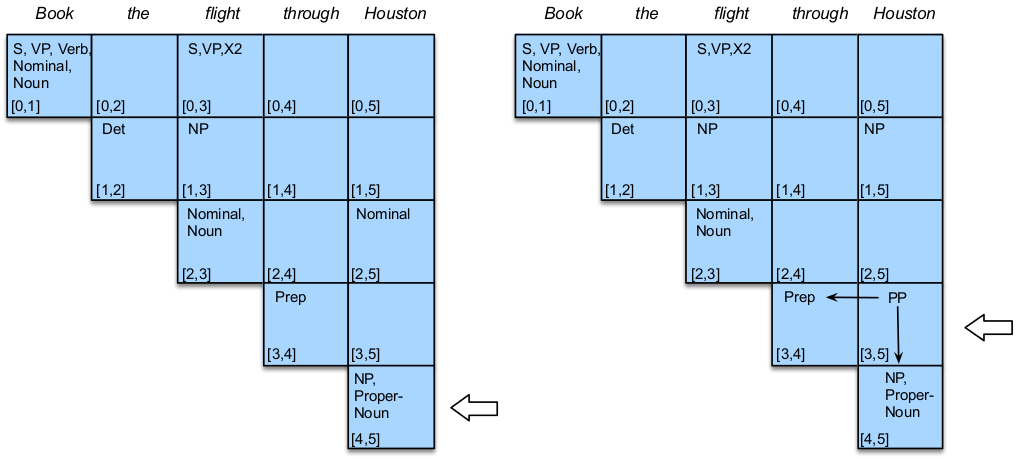 Book the flight through Houston
S, VP, Verb,
Nominal,
Noun
[0,1]
[0,2]
S,VP,X2
[0,3]
[0,4]
[0,5]
Det
[1,2]
NP
[1,3]
[1,4]
[1,5]
Nominal,
Noun
[2,3]
[2,4]
Nominal
[2,5]
Prep
[3,4]
[3,5]
NP,
Proper-
Noun
[4,5]
Book the flight through Houston
S, VP, Verb,
Nominal,
Noun
[0,1]
[0,2]
S,VP,X2
[0,3]
[0,4]
[0,5]
Det
[1,2]
NP
[1,3]
[1,4]
NP
[1,5]
Nominal,
Noun
[2,3]
[2,4]
[2,5]
Prep
[3,4]
PP
[3,5]
NP,
Proper-
Noun
[4,5]